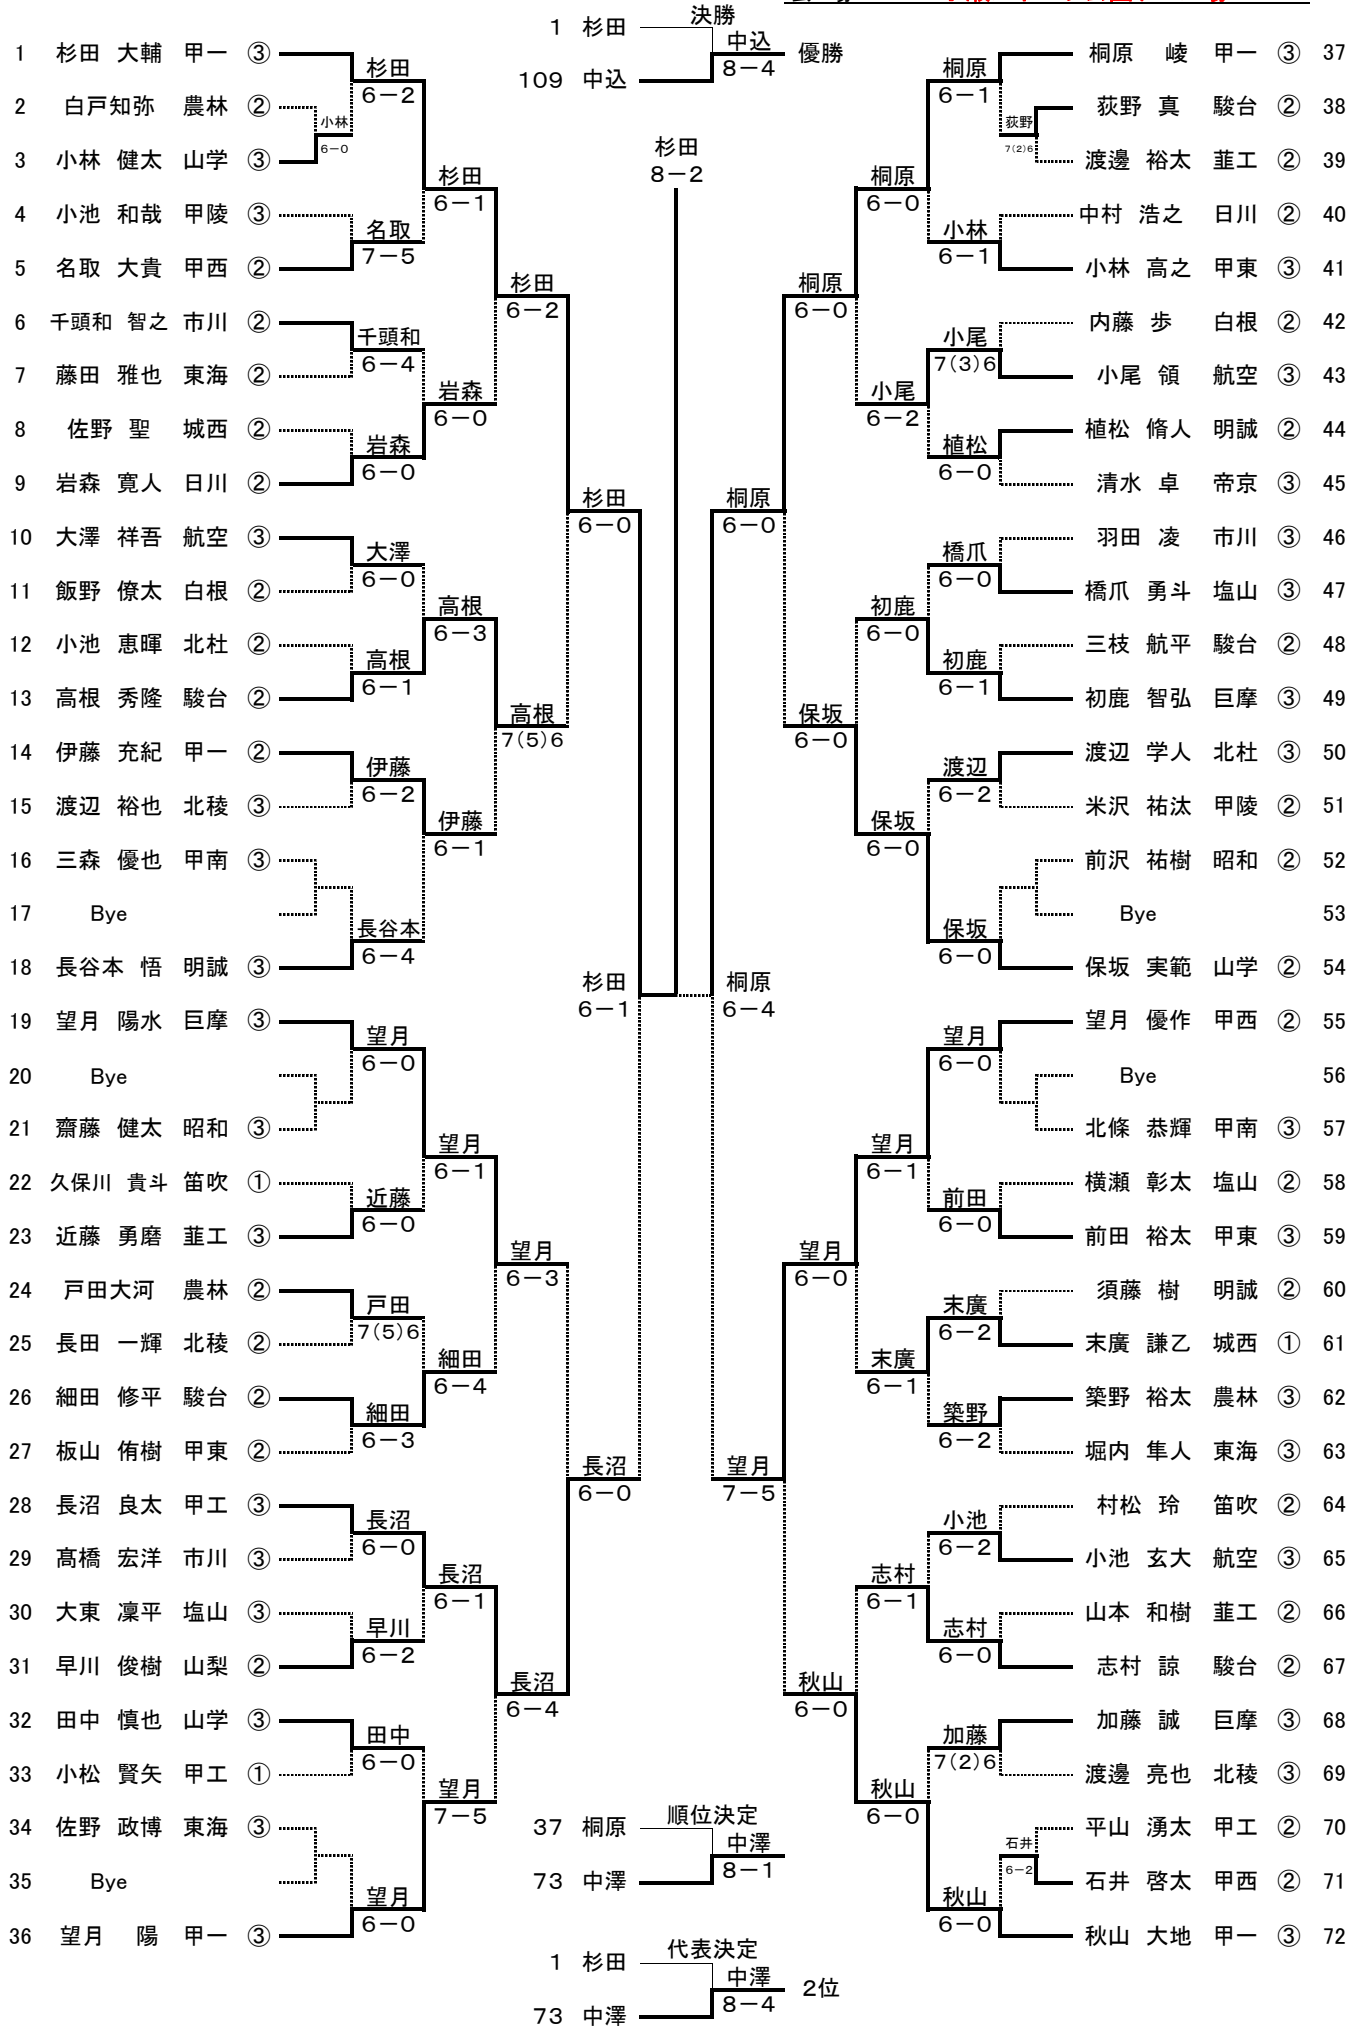 1 杉田 決勝
中込 優勝
109 中込 8-4
杉田
8-2
1 杉田 大輔 甲一 ③
2 白戸知弥 農林 ②
3 小林 健太 山学 ③
4 小池 和哉 甲陵 ③
5 名取 大貴 甲西 ②
6 千頭和 智之 市川 ②
7 藤田 雅也 東海 ②
8 佐野 聖 城西 ②
9 岩森 寛人 日川 ②
10 大澤 祥吾 航空 ③
11 飯野 僚太 白根 ②
12 小池 恵暉 北杜 ②
13 高根 秀隆 駿台 ②
14 伊藤 充紀 甲一 ②
15 渡辺 裕也 北稜 ③
16 三森 優也 甲南 ③
17 Bye
18 長谷本 悟 明誠 ③
19 望月 陽水 巨摩 ③
20 Bye
21 齋藤 健太 昭和 ③
22 久保川 貴斗 笛吹 ①
23 近藤 勇磨 韮工 ③
24 戸田大河 農林 ②
25 長田 一輝 北稜 ②
26 細田 修平 駿台 ②
27 板山 侑樹 甲東 ②
28 長沼 良太 甲工 ③
29 髙橋 宏洋 市川 ③
30 大東 凜平 塩山 ③
31 早川 俊樹 山梨 ②
32 田中 慎也 山学 ③
33 小松 賢矢 甲工 ①
34 佐野 政博 東海 ③
35 Bye
36 望月 陽 甲一 ③
小林
6-0
杉田
6-2
名取
7-5
千頭和
6-4
岩森
6-0
大澤
6-0
高根
6-1
伊藤
6-2
長谷本
6-4
望月
6-0
近藤
6-0
戸田
7(5)6
細田
6-3
長沼
6-0
早川
6-2
田中
6-0
望月
6-0
杉田
6-1
岩森
6-0
高根
6-3
伊藤
6-1
望月
6-1
細田
6-4
長沼
6-1
望月
7-5
杉田
6-2
高根
7(5)6
望月
6-3
長沼
6-4
杉田
6-0
長沼
6-0
杉田
6-1
桐原
6-4
桐原
6-0
望月
7-5
桐原
6-0
保坂
6-0
望月
6-0
秋山
6-0
桐原
6-0
小尾
6-2
初鹿
6-0
保坂
6-0
望月
6-1
末廣
6-1
志村
6-1
秋山
6-0
桐原
6-1
小林
6-1
小尾
7(3)6
植松
6-0
橋爪
6-0
初鹿
6-1
渡辺
6-2
保坂
6-0
望月
6-0
前田
6-0
末廣
6-2
築野
6-2
小池
6-2
志村
6-0
加藤
7(2)6
秋山
6-0
荻野
7(2)6
石井
6-2
桐原 崚 甲一 ③ 37
荻野 真 駿台 ② 38
渡邊 裕太 韮工 ② 39
中村 浩之 日川 ② 40
小林 高之 甲東 ③ 41
内藤 歩 白根 ② 42
小尾 領 航空 ③ 43
植松 脩人 明誠 ② 44
清水 卓 帝京 ③ 45
羽田 凌 市川 ③ 46
橋爪 勇斗 塩山 ③ 47
三枝 航平 駿台 ② 48
初鹿 智弘 巨摩 ③ 49
渡辺 学人 北杜 ③ 50
米沢 祐汰 甲陵 ② 51
前沢 祐樹 昭和 ② 52
Bye 53
保坂 実範 山学 ② 54
望月 優作 甲西 ② 55
Bye 56
北條 恭輝 甲南 ③ 57
横瀬 彰太 塩山 ② 58
前田 裕太 甲東 ③ 59
須藤 樹 明誠 ② 60
末廣 謙乙 城西 ① 61
築野 裕太 農林 ③ 62
堀内 隼人 東海 ③ 63
村松 玲 笛吹 ② 64
小池 玄大 航空 ③ 65
山本 和樹 韮工 ② 66
志村 諒 駿台 ② 67
加藤 誠 巨摩 ③ 68
渡邊 亮也 北稜 ③ 69
平山 湧太 甲工 ② 70
石井 啓太 甲西 ② 71
秋山 大地 甲一 ③ 72
37 桐原 順位決定
中澤
73 中澤 8-1
1 杉田 代表決定
中澤 2位
73 中澤 8-4